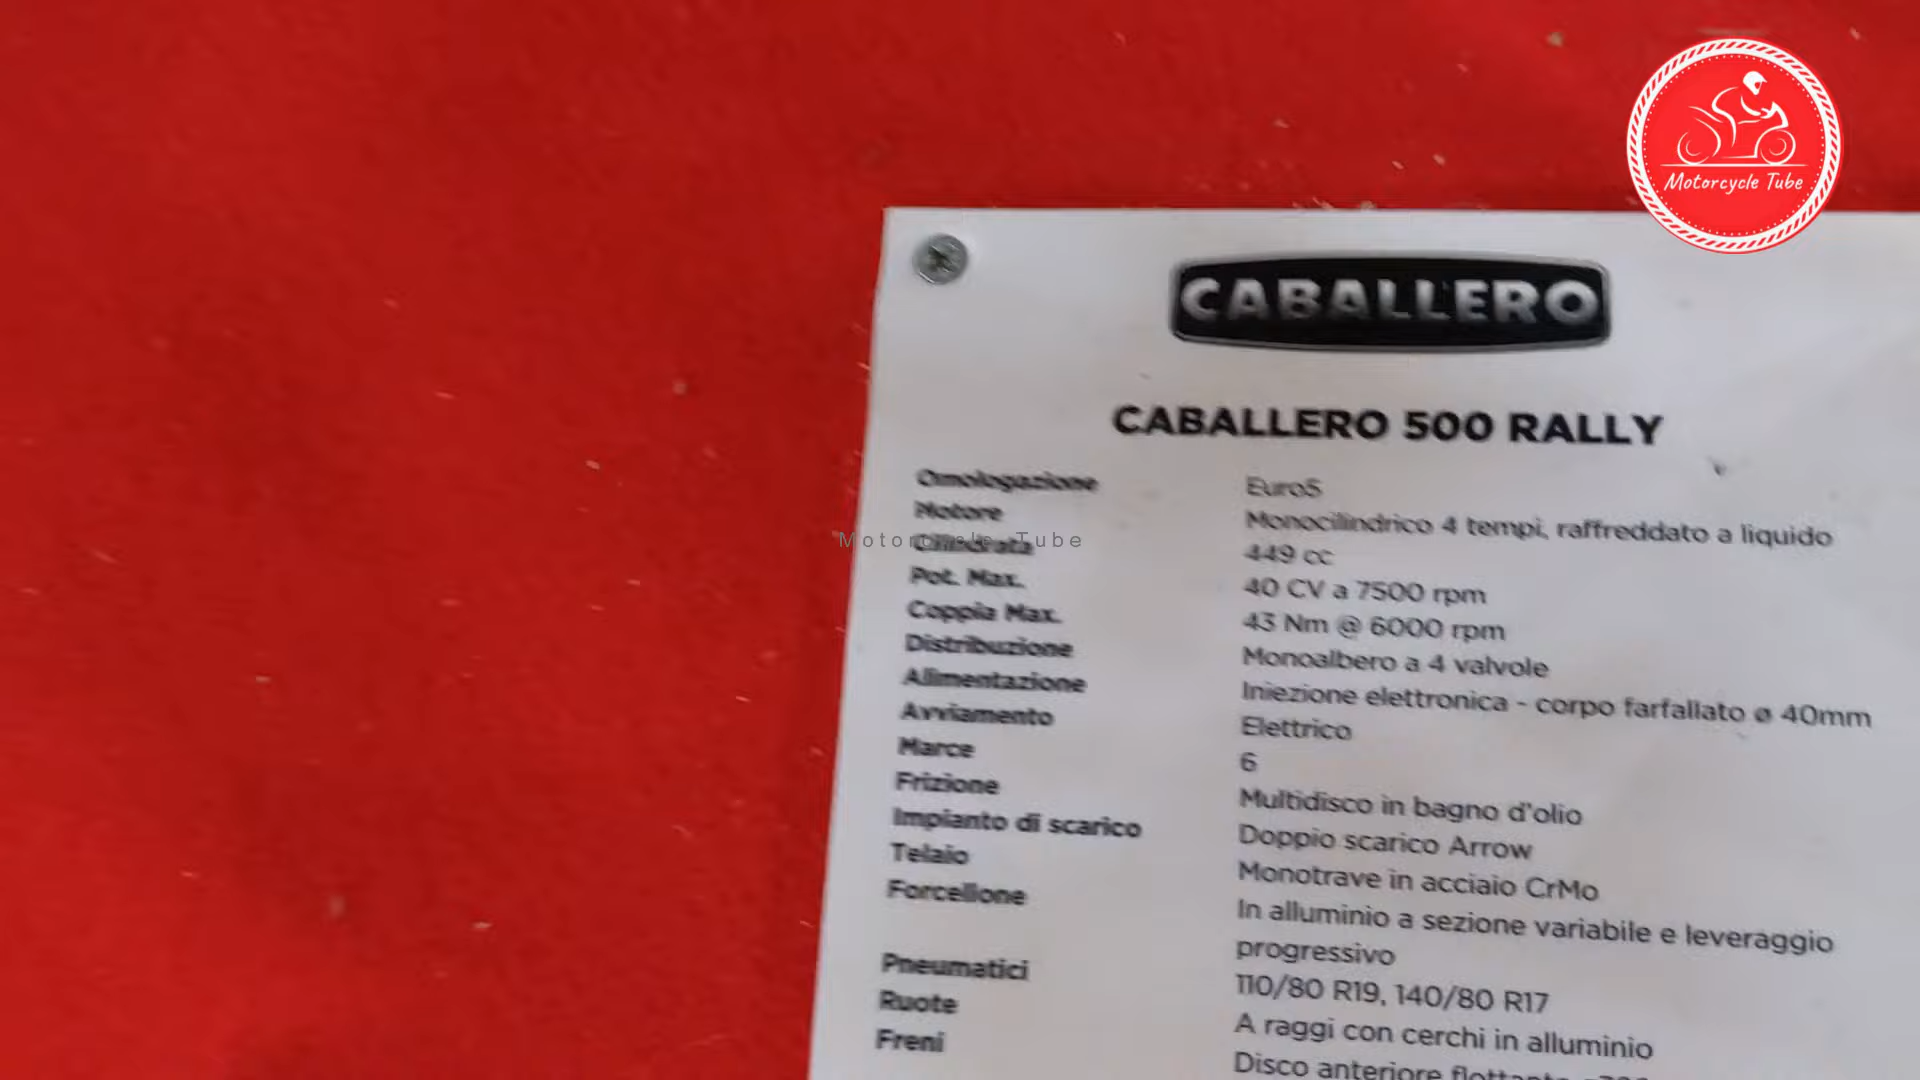 Motorcycle Tube
CABALLERO
CABALLERO 500 RALLY
Omologazione Euro5
Motore Monocilindrico 4 tempi, raffreddato a liquido
Motorcycle Tube
Cilindrata 449 cc
Pot. Max. 40 CV a 7500 rpm
Coppia Max. 43 Nm @ 6000 rpm
Distribuzione Monoalbero a 4 valvole
Alimentazione Iniezione elettronica - corpo farfallato ø 40mm
Avviamento Elettrico
Marce 6
Frizione Multidisco in bagno d'olio
Impianto di scarico Doppio scarico Arrow
Telaio Monotrave in acciaio CrMo
Forcellone In alluminio a sezione variabile e leveraggio
progressivo
Pneumatici 110/80 R19, 140/80 R17
Ruote A raggi con cerchi in alluminio
Freni Disco anteriore flottante